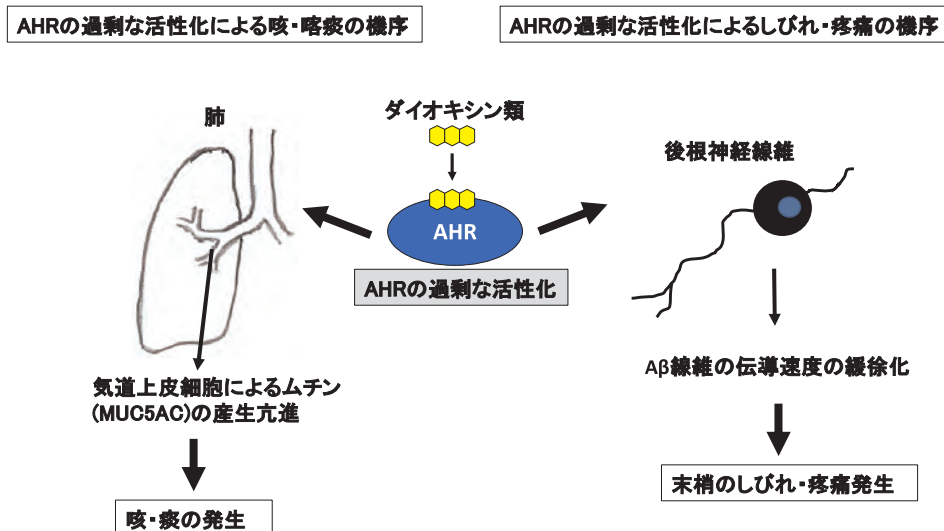 AHRの過剰な活性化による咳・喀痰の機序
AHRの過剰な活性化によるしびれ・疼痛の機序
ダイオキシン類
肺
後根神経線維
AHR
AHRの過剰な活性化
気道上皮細胞によるムチン
(MUC5AC)の産生亢進
Aβ線維の伝導速度の緩徐化
末梢のしびれ・疼痛発生
咳・痰の発生